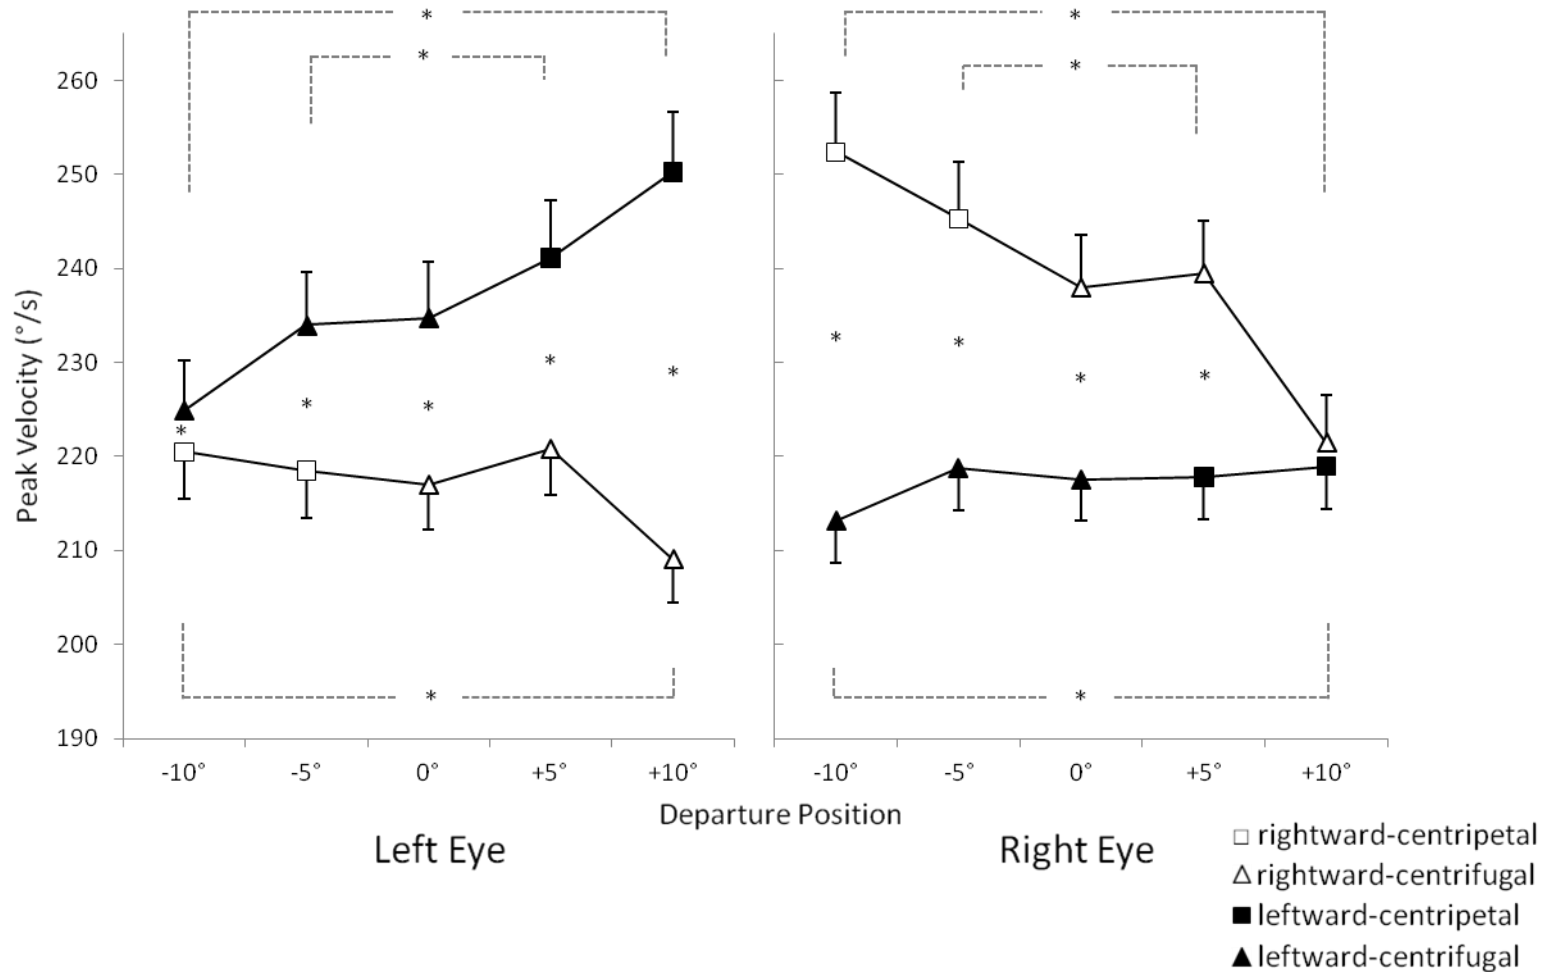 * *
* *
260
250
240
230
220
210
200
190
Peak Velocity (°/s)
* * * * *
* * * *
* *
-10° -5° 0° +5° +10° -10° -5° 0° +5° +10°
Departure Position
Left Eye Right Eye
□ rightward-centripetal
△ rightward-centrifugal
■ leftward-centripetal
▲ leftward-centrifugal